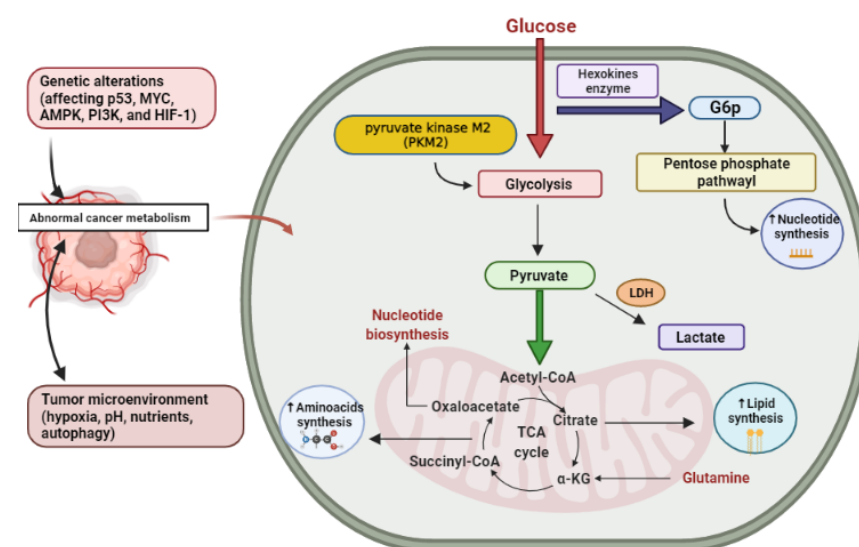 Glucose
Genetic alterations
(affecting p53, MYC,
AMPK, PI3K, and HIF-1)
Hexokines
enzyme
G6p
pyruvate kinase M2
(PKM2)
Pentose phosphate
pathwayl
Glycolysis
Abnormal cancer metabolism
↑Nucleotide
synthesis
Pyruvate
LDH
Nucleotide
biosynthesis
Lactate
Acetyl-CoA
Tumor microenvironment
(hypoxia, pH, nutrients,
autophagy)
↑Aminoacids
synthesis
Oxaloacetate
Citrate
↑Lipid
synthesis
TCA
cycle
Succinyl-CoA
α-KG
Glutamine